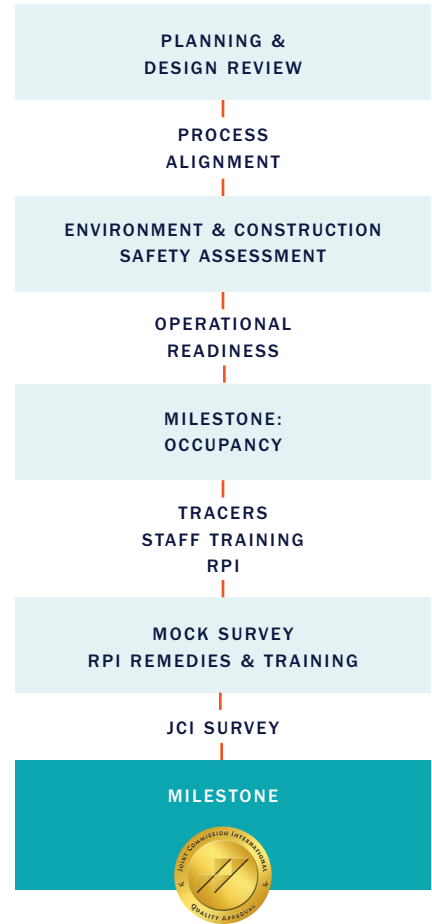 PLANNING &
DESIGN REVIEW
PROCESS
ALIGNMENT
ENVIRONMENT & CONSTRUCTION
SAFETY ASSESSMENT
OPERATIONAL
READINESS
MILESTONE:
OCCUPANCY
TRACERS
STAFF TRAINING
RPI
MOCK SURVEY
RPI REMEDIES & TRAINING
JCI SURVEY
MILESTONE
JOINT COMMISSION INTERNATIONAL
QUALITY APPROVAL